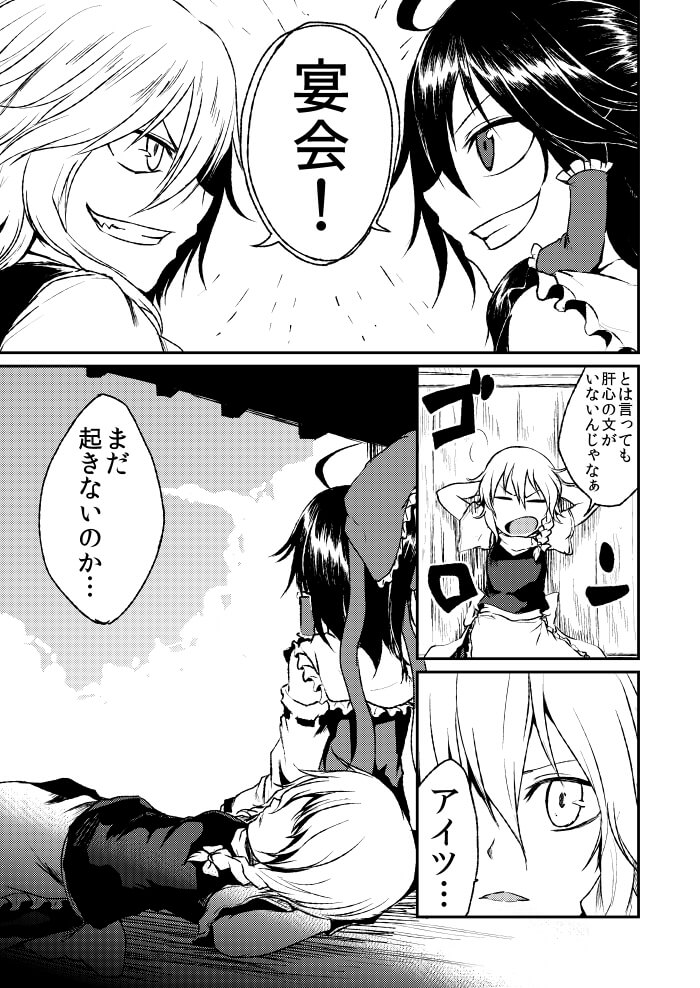 宴会！
とは言っても
肝心の文が
いないんじゃなぁ
ゴ
ロ
ー
ン
アイツ…
まだ
起きないのか…